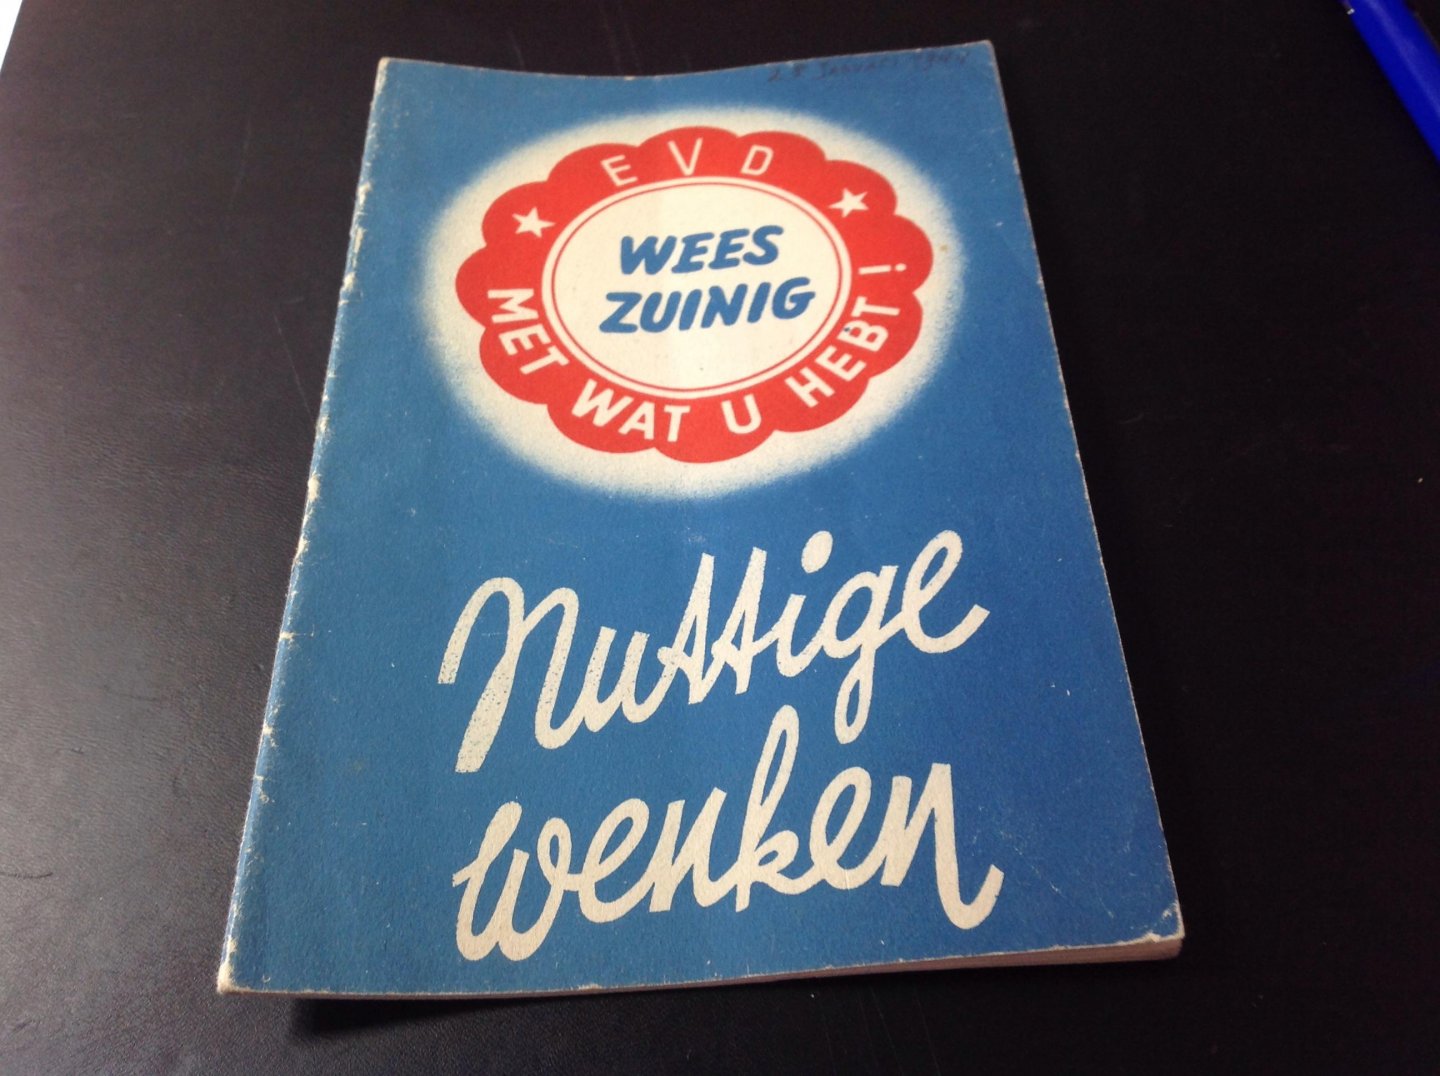 EVD
WEES
ZUINIG
MET WAT U HEBT!
Nuttige
wenken